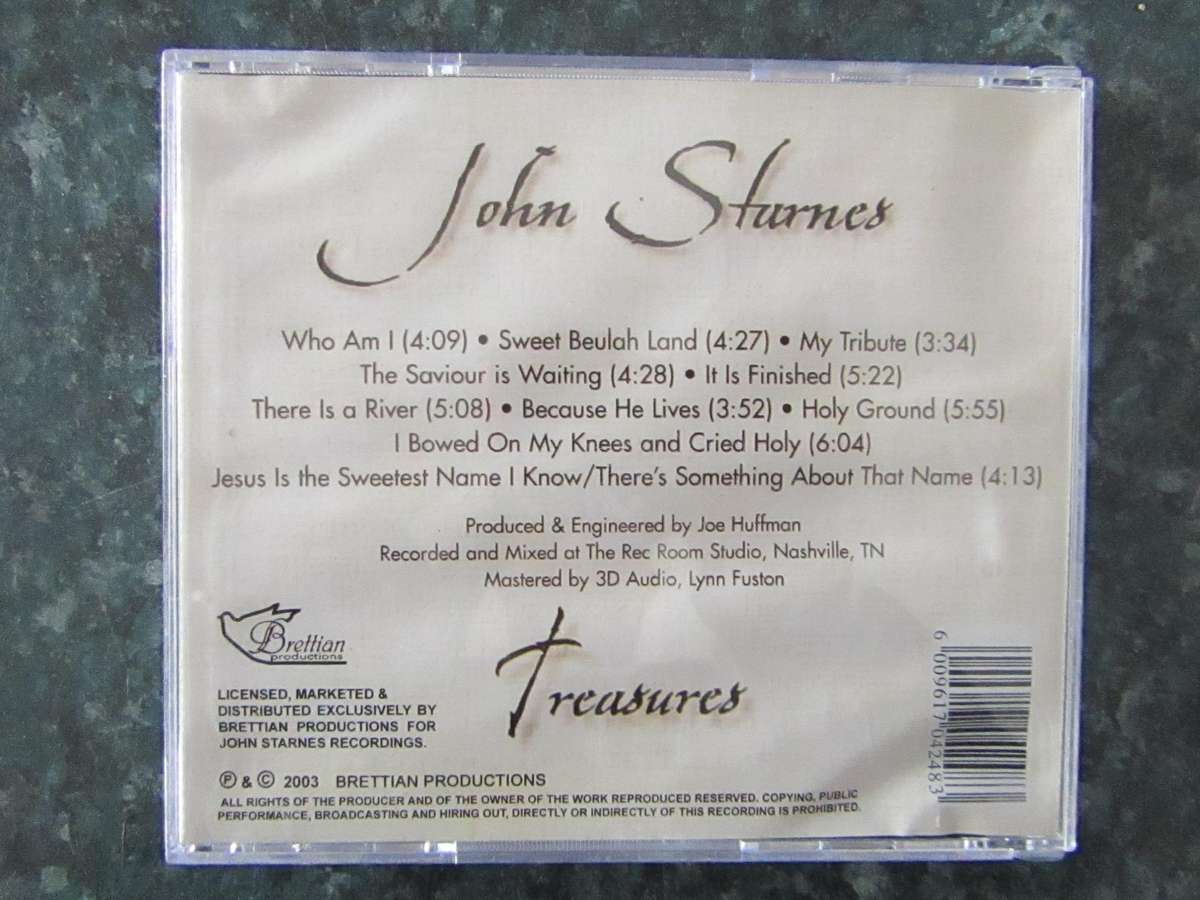 John Starnes
Who Am I (4:09) • Sweet Beulah Land (4:27) • My Tribute (3:34)
The Saviour is Waiting (4:28) • It Is Finished (5:22)
There Is a River (5:08) • Because He Lives (3:52) • Holy Ground (5:55)
I Bowed On My Knees and Cried Holy (6:04)
Jesus Is the Sweetest Name I Know/There's Something About That Name (4:13)
Produced & Engineered by Joe Huffman
Recorded and Mixed at The Rec Room Studio, Nashville, TN
Mastered by 3D Audio, Lynn Fuston
Brettian
productions
Treasures
LICENSED, MARKETED &
DISTRIBUTED EXCLUSIVELY BY
BRETTIAN PRODUCTIONS FOR
JOHN STARNES RECORDINGS.
℗ & © 2003 BRETTIAN PRODUCTIONS
ALL RIGHTS OF THE PRODUCER AND OF THE OWNER OF THE WORK REPRODUCED RESERVED. COPYING, PUBLIC
PERFORMANCE, BROADCASTING AND HIRING OUT, DIRECTLY OR INDIRECTLY OF THIS RECORDING IS PROHIBITED.
6 009617 042483